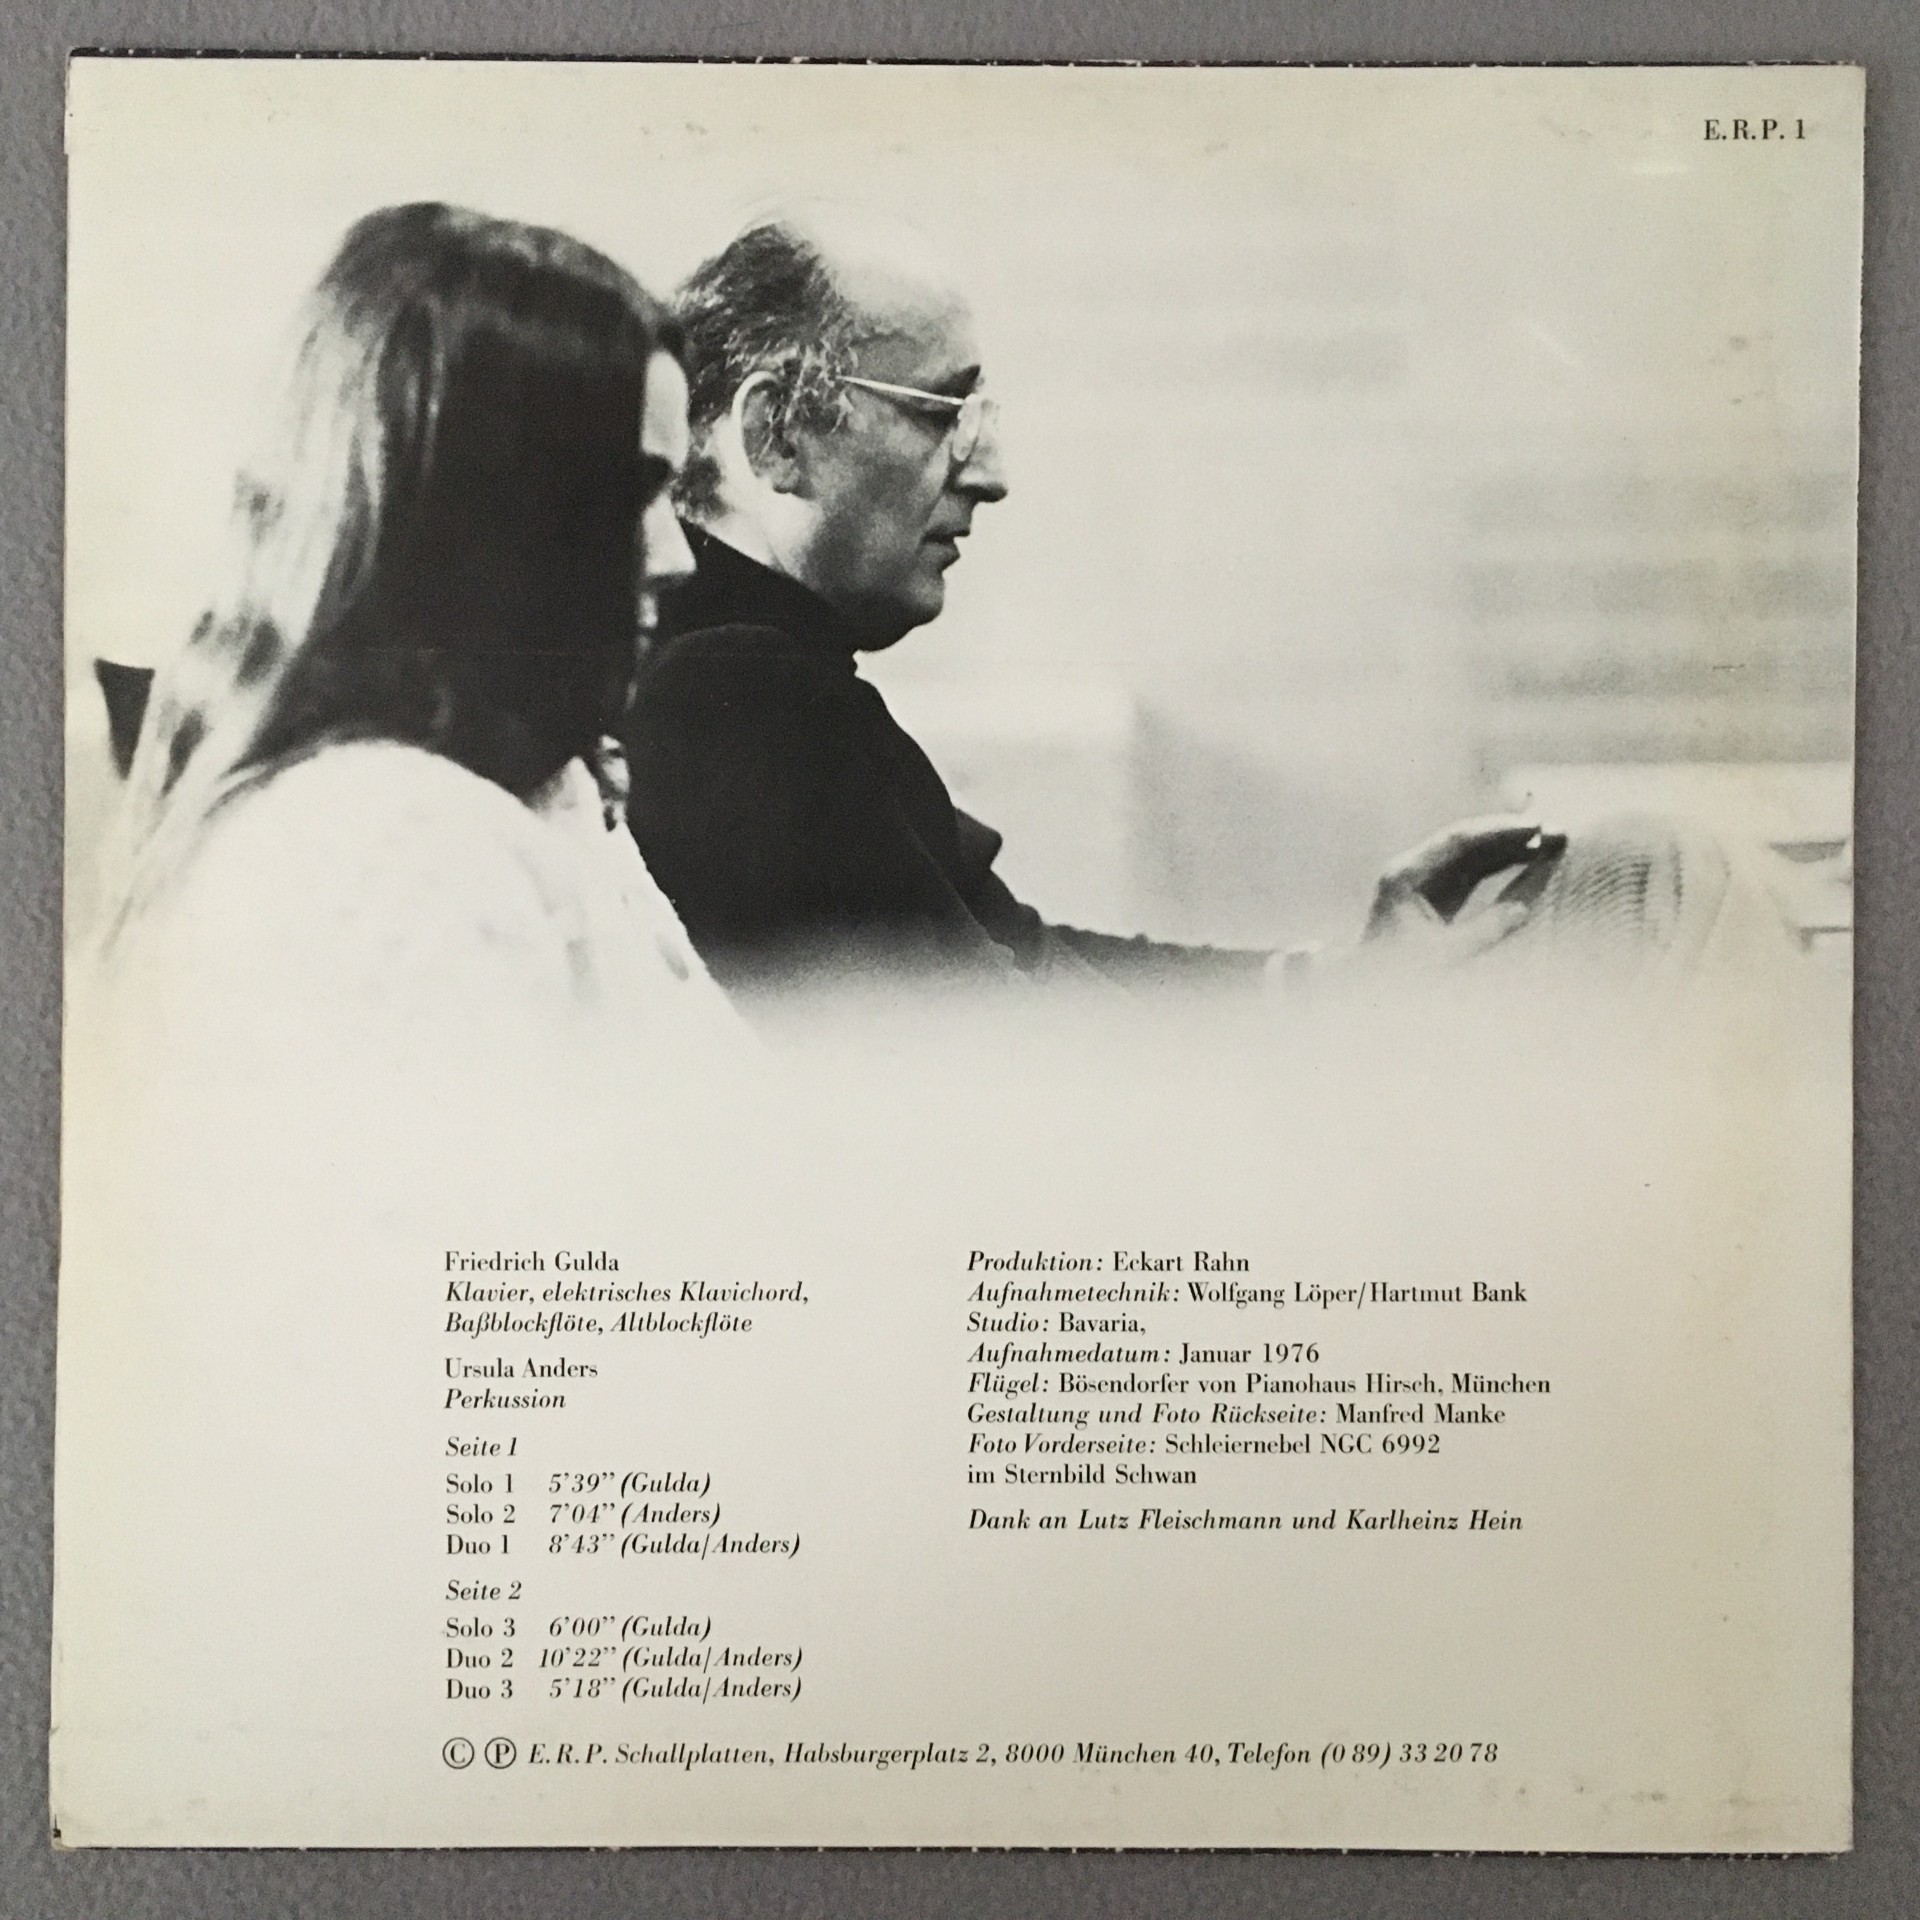 E.R.P. 1
Friedrich Gulda
Klavier, elektrisches Klavichord,
Baßblockflöte, Altblockflöte
Ursula Anders
Perkussion
Seite 1
Solo 1 5’39” (Gulda)
Solo 2 7’04” (Anders)
Duo 1 8’43” (Gulda/Anders)
Seite 2
Solo 3 6’00” (Gulda)
Duo 2 10’22” (Gulda/Anders)
Duo 3 5’18” (Gulda/Anders)
Produktion: Eckart Rahn
Aufnahmetechnik: Wolfgang Löper/Hartmut Bank
Studio: Bavaria,
Aufnahmedatum: Januar 1976
Flügel: Bösendorfer von Pianohaus Hirsch, München
Gestaltung und Foto Rückseite: Manfred Manke
Foto Vorderseite: Schleiernebel NGC 6992
im Sternbild Schwan
Dank an Lutz Fleischmann und Karlheinz Hein
© ℗ E.R.P. Schallplatten, Habsburgerplatz 2, 8000 München 40, Telefon (0 89) 33 20 78